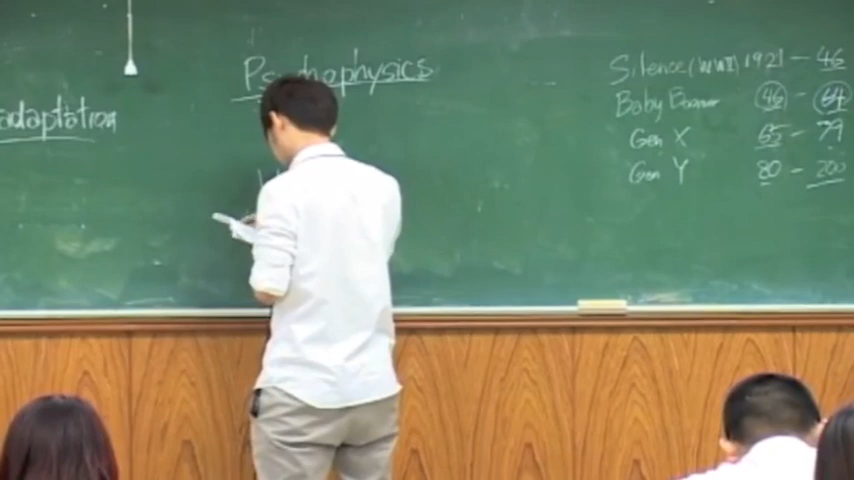 adaptation
Psychophysics
Silence (WWII) 1921 - 46
Baby Boomer 46 - 64
Gen X 65 - 79
Gen Y 80 - 200